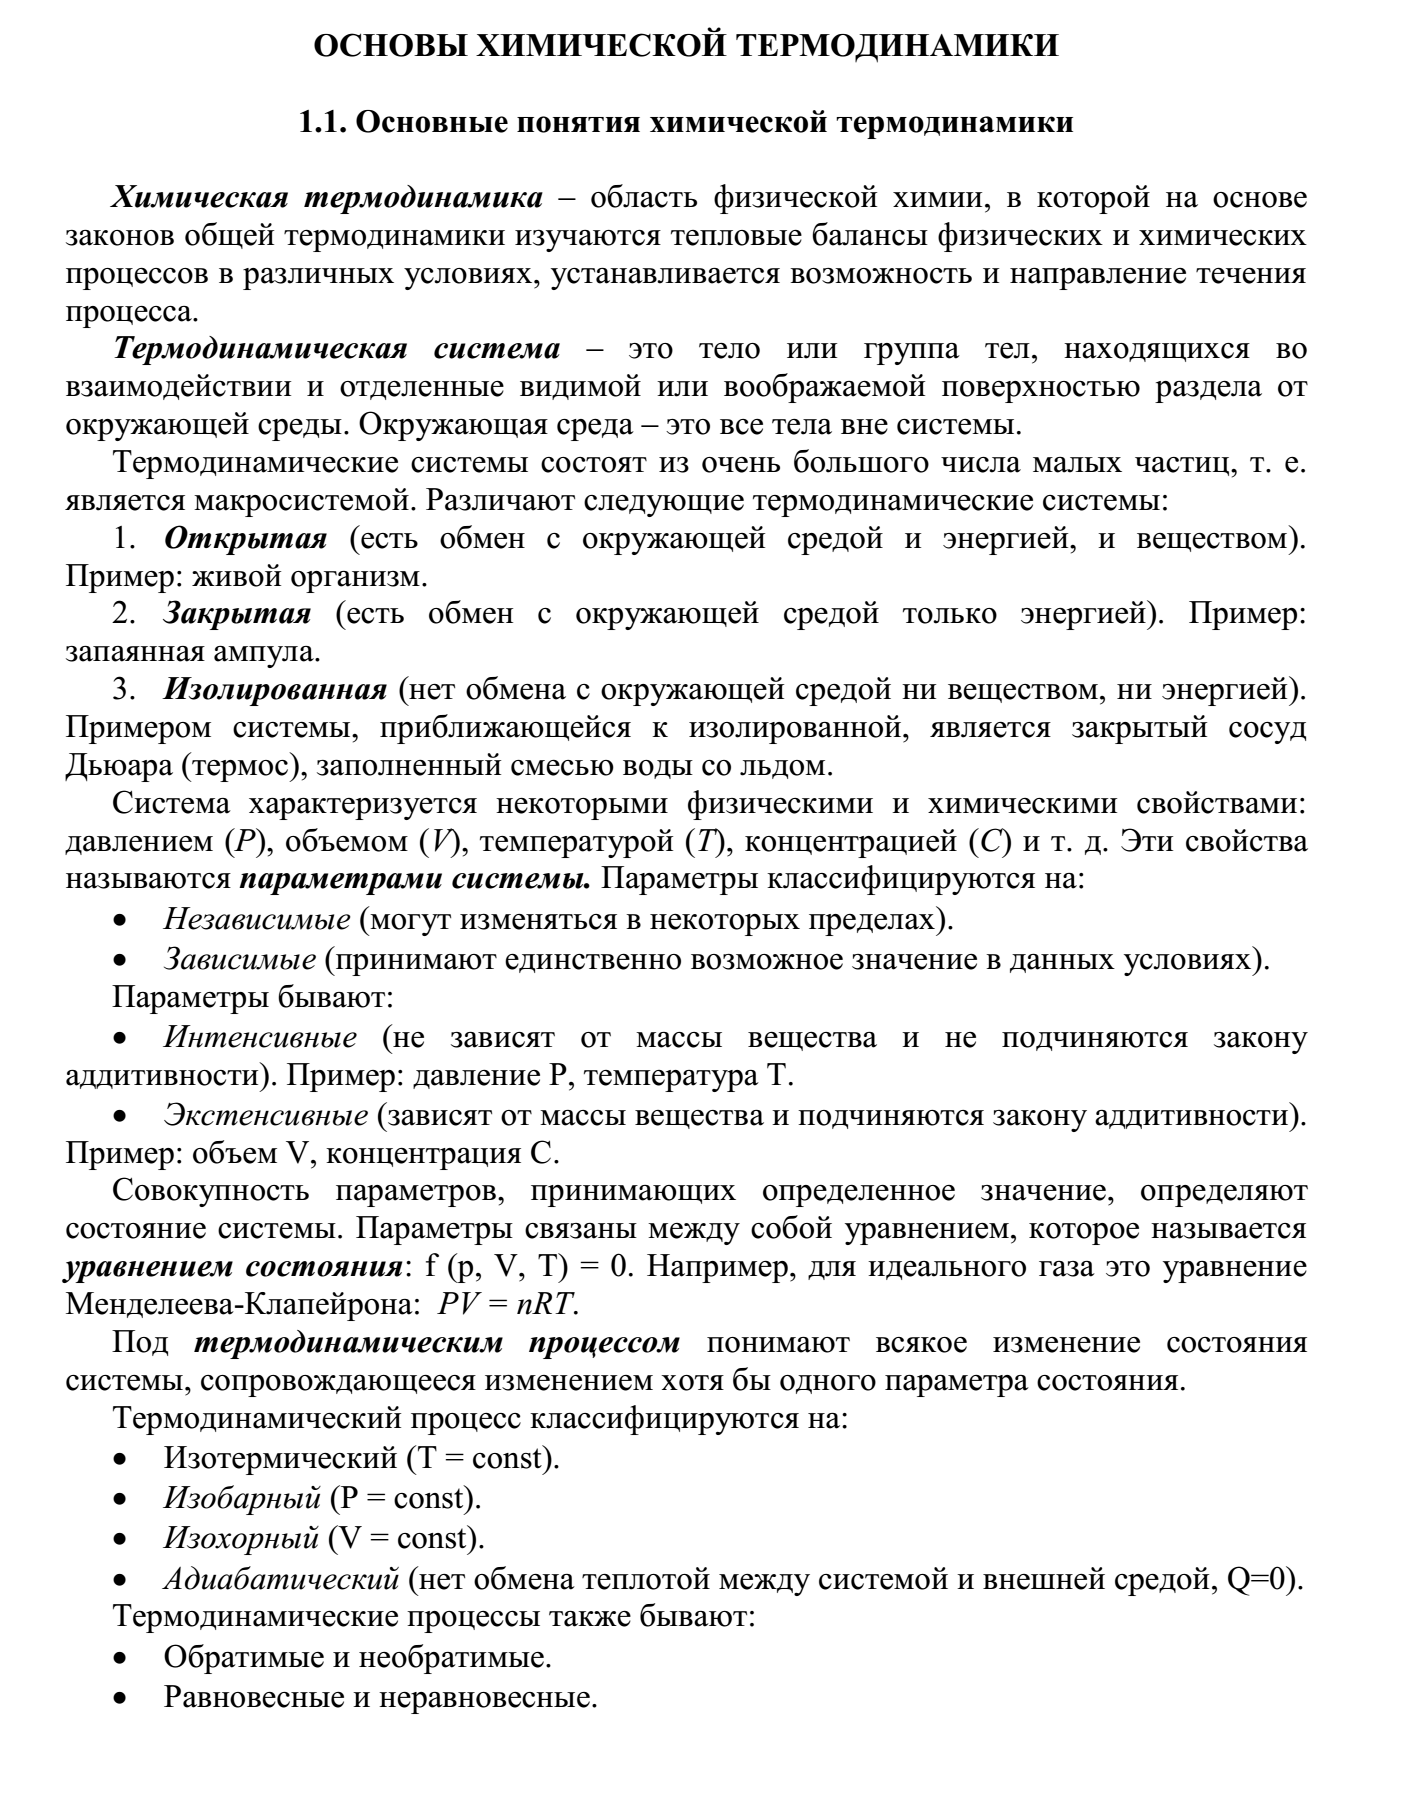 ОСНОВЫ ХИМИЧЕСКОЙ ТЕРМОДИНАМИКИ
1.1. Основные понятия химической термодинамики
Химическая термодинамика – область физической химии, в которой на основе
законов общей термодинамики изучаются тепловые балансы физических и химических
процессов в различных условиях, устанавливается возможность и направление течения
процесса.
Термодинамическая система – это тело или группа тел, находящихся во
взаимодействии и отделенные видимой или воображаемой поверхностью раздела от
окружающей среды. Окружающая среда – это все тела вне системы.
Термодинамические системы состоят из очень большого числа малых частиц, т. е.
является макросистемой. Различают следующие термодинамические системы:
1. Открытая (есть обмен с окружающей средой и энергией, и веществом).
Пример: живой организм.
2. Закрытая (есть обмен с окружающей средой только энергией). Пример:
запаянная ампула.
3. Изолированная (нет обмена с окружающей средой ни веществом, ни энергией).
Примером системы, приближающейся к изолированной, является закрытый сосуд
Дьюара (термос), заполненный смесью воды со льдом.
Система характеризуется некоторыми физическими и химическими свойствами:
давлением (P), объемом (V), температурой (T), концентрацией (C) и т. д. Эти свойства
называются параметрами системы. Параметры классифицируются на:
• Независимые (могут изменяться в некоторых пределах).
• Зависимые (принимают единственно возможное значение в данных условиях).
Параметры бывают:
• Интенсивные (не зависят от массы вещества и не подчиняются закону
аддитивности). Пример: давление Р, температура Т.
• Экстенсивные (зависят от массы вещества и подчиняются закону аддитивности).
Пример: объем V, концентрация С.
Совокупность параметров, принимающих определенное значение, определяют
состояние системы. Параметры связаны между собой уравнением, которое называется
уравнением состояния: f (p, V, T) = 0. Например, для идеального газа это уравнение
Менделеева-Клапейрона: PV = nRT.
Под термодинамическим процессом понимают всякое изменение состояния
системы, сопровождающееся изменением хотя бы одного параметра состояния.
Термодинамический процесс классифицируются на:
• Изотермический (T = const).
• Изобарный (P = const).
• Изохорный (V = const).
• Адиабатический (нет обмена теплотой между системой и внешней средой, Q=0).
Термодинамические процессы также бывают:
• Обратимые и необратимые.
• Равновесные и неравновесные.